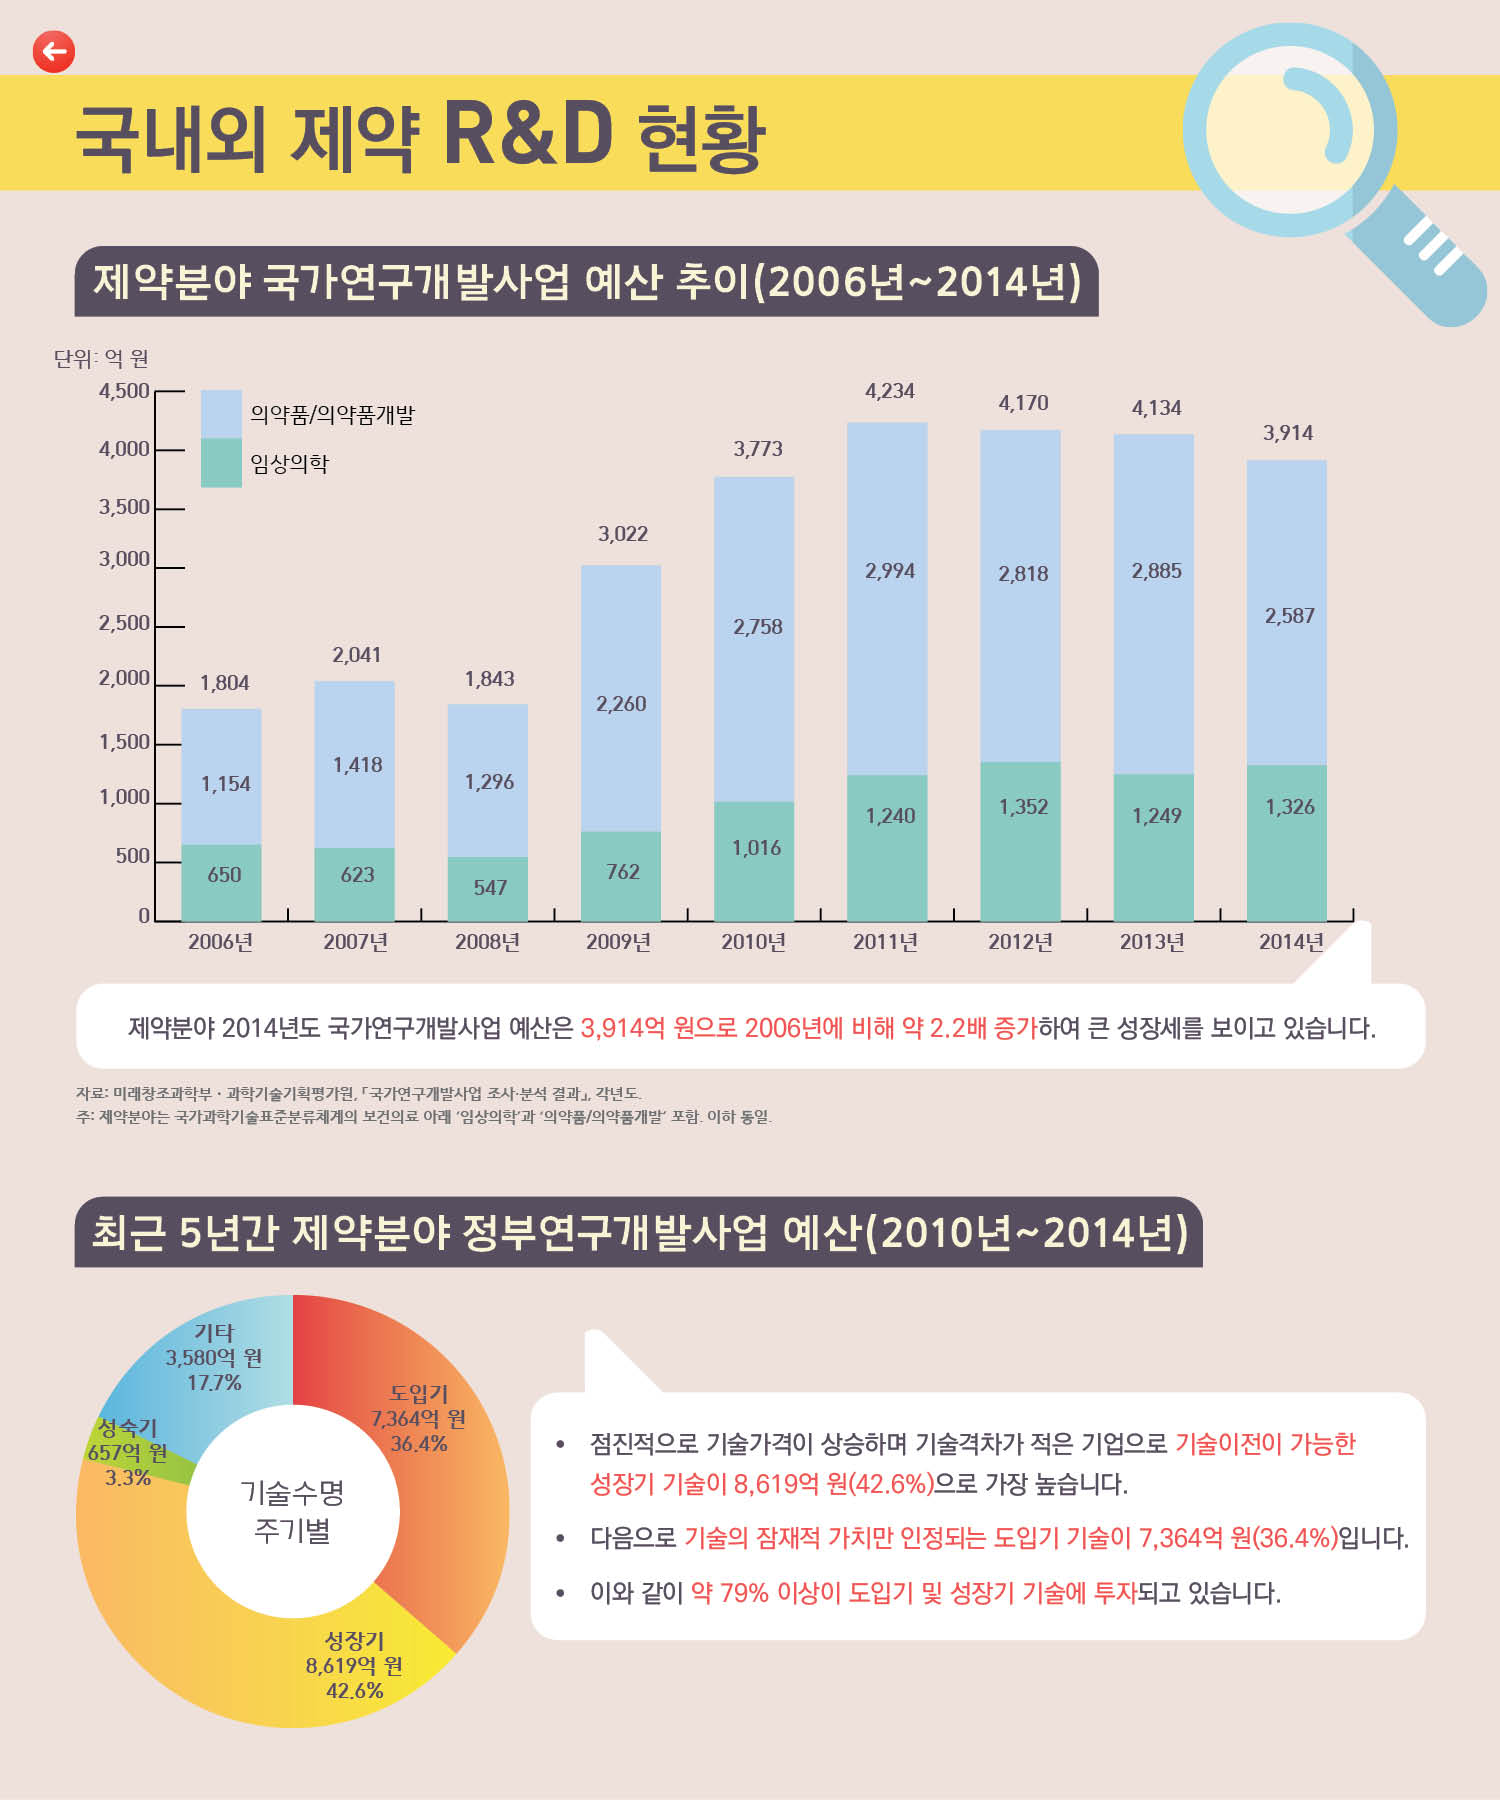 국내외 제약 R&D 현황
제약분야 국가연구개발사업 예산 추이(2006년~2014년)
단위: 억 원
4,500
4,000
3,500
3,000
2,500
2,000
1,500
1,000
500
0
의약품/의약품개발
임상의학
1,804
2,041
1,843
3,022
3,773
4,234
4,170
4,134
3,914
1,154
1,418
1,296
2,260
2,758
2,994
2,818
2,885
2,587
650
623
547
762
1,016
1,240
1,352
1,249
1,326
2006년
2007년
2008년
2009년
2010년
2011년
2012년
2013년
2014년
제약분야 2014년도 국가연구개발사업 예산은 3,914억 원으로 2006년에 비해 약 2.2배 증가하여 큰 성장세를 보이고 있습니다.
자료: 미래창조과학부 · 과학기술기획평가원, 「국가연구개발사업 조사·분석 결과」, 각년도.
주: 제약분야는 국가과학기술표준분류체계의 보건의료 아래 ‘임상의학’과 ‘의약품/의약품개발’ 포함. 이하 동일.
최근 5년간 제약분야 정부연구개발사업 예산(2010년~2014년)
기타
3,580억 원
17.7%
도입기
7,364억 원
36.4%
성숙기
657억 원
3.3%
기술수명
주기별
성장기
8,619억 원
42.6%
• 점진적으로 기술가격이 상승하며 기술격차가 적은 기업으로 기술이전이 가능한
성장기 기술이 8,619억 원(42.6%)으로 가장 높습니다.
• 다음으로 기술의 잠재적 가치만 인정되는 도입기 기술이 7,364억 원(36.4%)입니다.
• 이와 같이 약 79% 이상이 도입기 및 성장기 기술에 투자되고 있습니다.